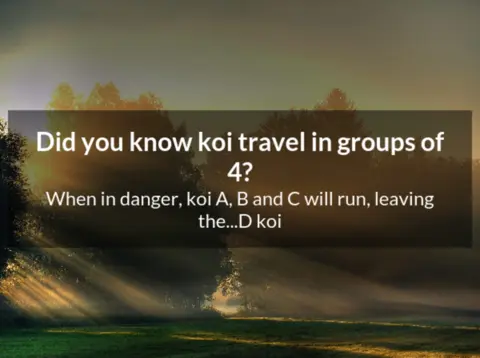 Did you know koi travel in groups of
4?
When in danger, koi A, B and C will run, leaving
the...D koi